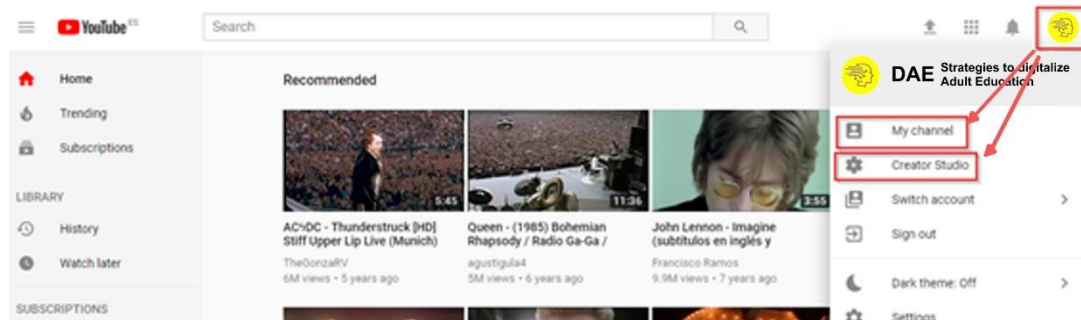 YouTube ES
Search
Home
Trending
Subscriptions
LIBRARY
History
Watch later
SUBSCRIPTIONS
Recommended
5:45
11:36
3:55
AC⚡DC - Thunderstruck [HD]
Stiff Upper Lip Live (Munich)
TheGonzaRV
6M views • 5 years ago
Queen - (1985) Bohemian
Rhapsody / Radio Ga-Ga /
agustigula4
5M views • 6 years ago
John Lennon - Imagine
(subtítulos en inglés y
Francisco Ramos
9.9M views • 7 years ago
DAE Strategies to digitalize
Adult Education
My channel
Creator Studio
Switch account
Sign out
Dark theme: Off
Settings